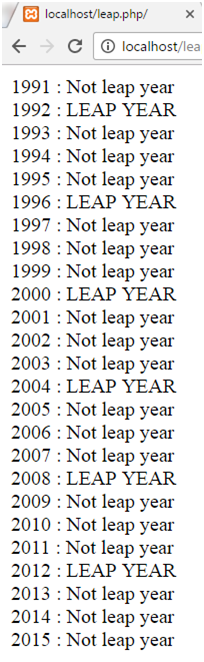 localhost/leap.php/
localhost/lea
1991 : Not leap year
1992 : LEAP YEAR
1993 : Not leap year
1994 : Not leap year
1995 : Not leap year
1996 : LEAP YEAR
1997 : Not leap year
1998 : Not leap year
1999 : Not leap year
2000 : LEAP YEAR
2001 : Not leap year
2002 : Not leap year
2003 : Not leap year
2004 : LEAP YEAR
2005 : Not leap year
2006 : Not leap year
2007 : Not leap year
2008 : LEAP YEAR
2009 : Not leap year
2010 : Not leap year
2011 : Not leap year
2012 : LEAP YEAR
2013 : Not leap year
2014 : Not leap year
2015 : Not leap year